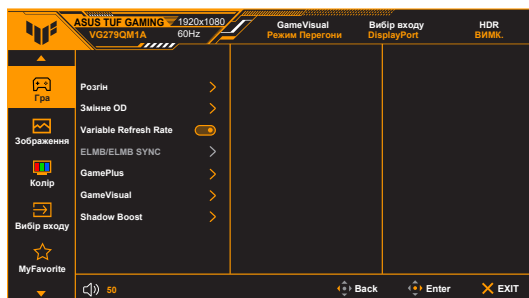 ASUS TUF GAMING
VG279QM1A
1920x1080
60Hz
GameVisual
Режим Перегони
Вибір входу
DisplayPort
HDR
ВИМК.
Гра
Зображення
Колір
Вибір входу
MyFavorite
Розгін
Змінне OD
Variable Refresh Rate
ELMB/ELMB SYNC
GamePlus
GameVisual
Shadow Boost
50
Back
Enter
EXIT